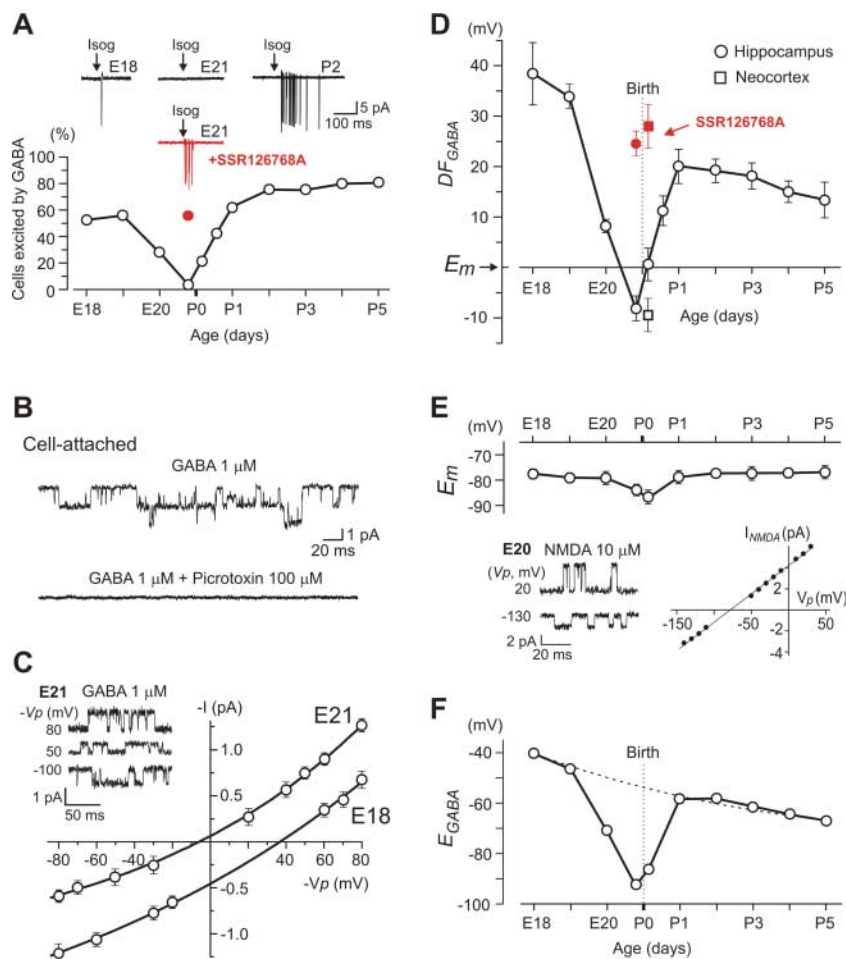 A
Isog
E18
Isog
E21
Isog
P2
5 pA
100 ms
Isog
E21
+SSR126768A
(%)
100
80
60
40
20
0
Cells excited by GABA
E18
E20
P0
P1
P3
P5
Age (days)
B
Cell-attached
GABA 1 μM
1 pA
20 ms
GABA 1 μM + Picrotoxin 100 μM
C
E21 GABA 1 μM
-Vp (mV)
80
50
-100
1 pA
50 ms
-I (pA)
E21
E18
1.0
0.5
-0.5
-1.0
-80
-40
40
60
80
-Vp (mV)
D
(mV)
50
40
30
20
10
-10
DF_GABA
Em
Birth
Hippocampus
Neocortex
SSR126768A
E18
E20
P1
P3
P5
Age (days)
E
(mV)
E18
E20
P0
P1
P3
P5
-70
-80
-90
Em
E20 NMDA 10 μM
(Vp, mV)
20
-130
2 pA
20 ms
I_NMDA (pA)
Vp (mV)
2
-2
-4
-150
-50
50
F
(mV)
-40
-60
-80
-100
E_GABA
Birth
E18
E20
P0
P1
P3
P5
Age (days)